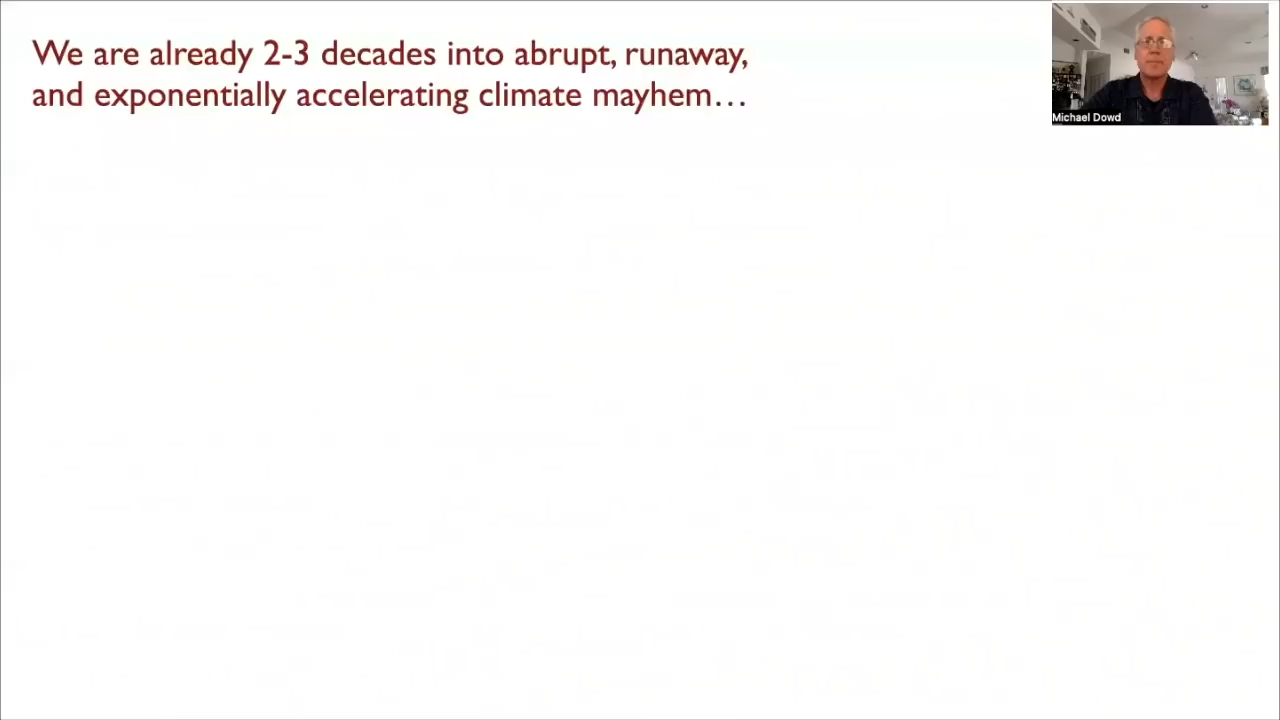 We are already 2-3 decades into abrupt, runaway,
and exponentially accelerating climate mayhem…
Michael Dowd